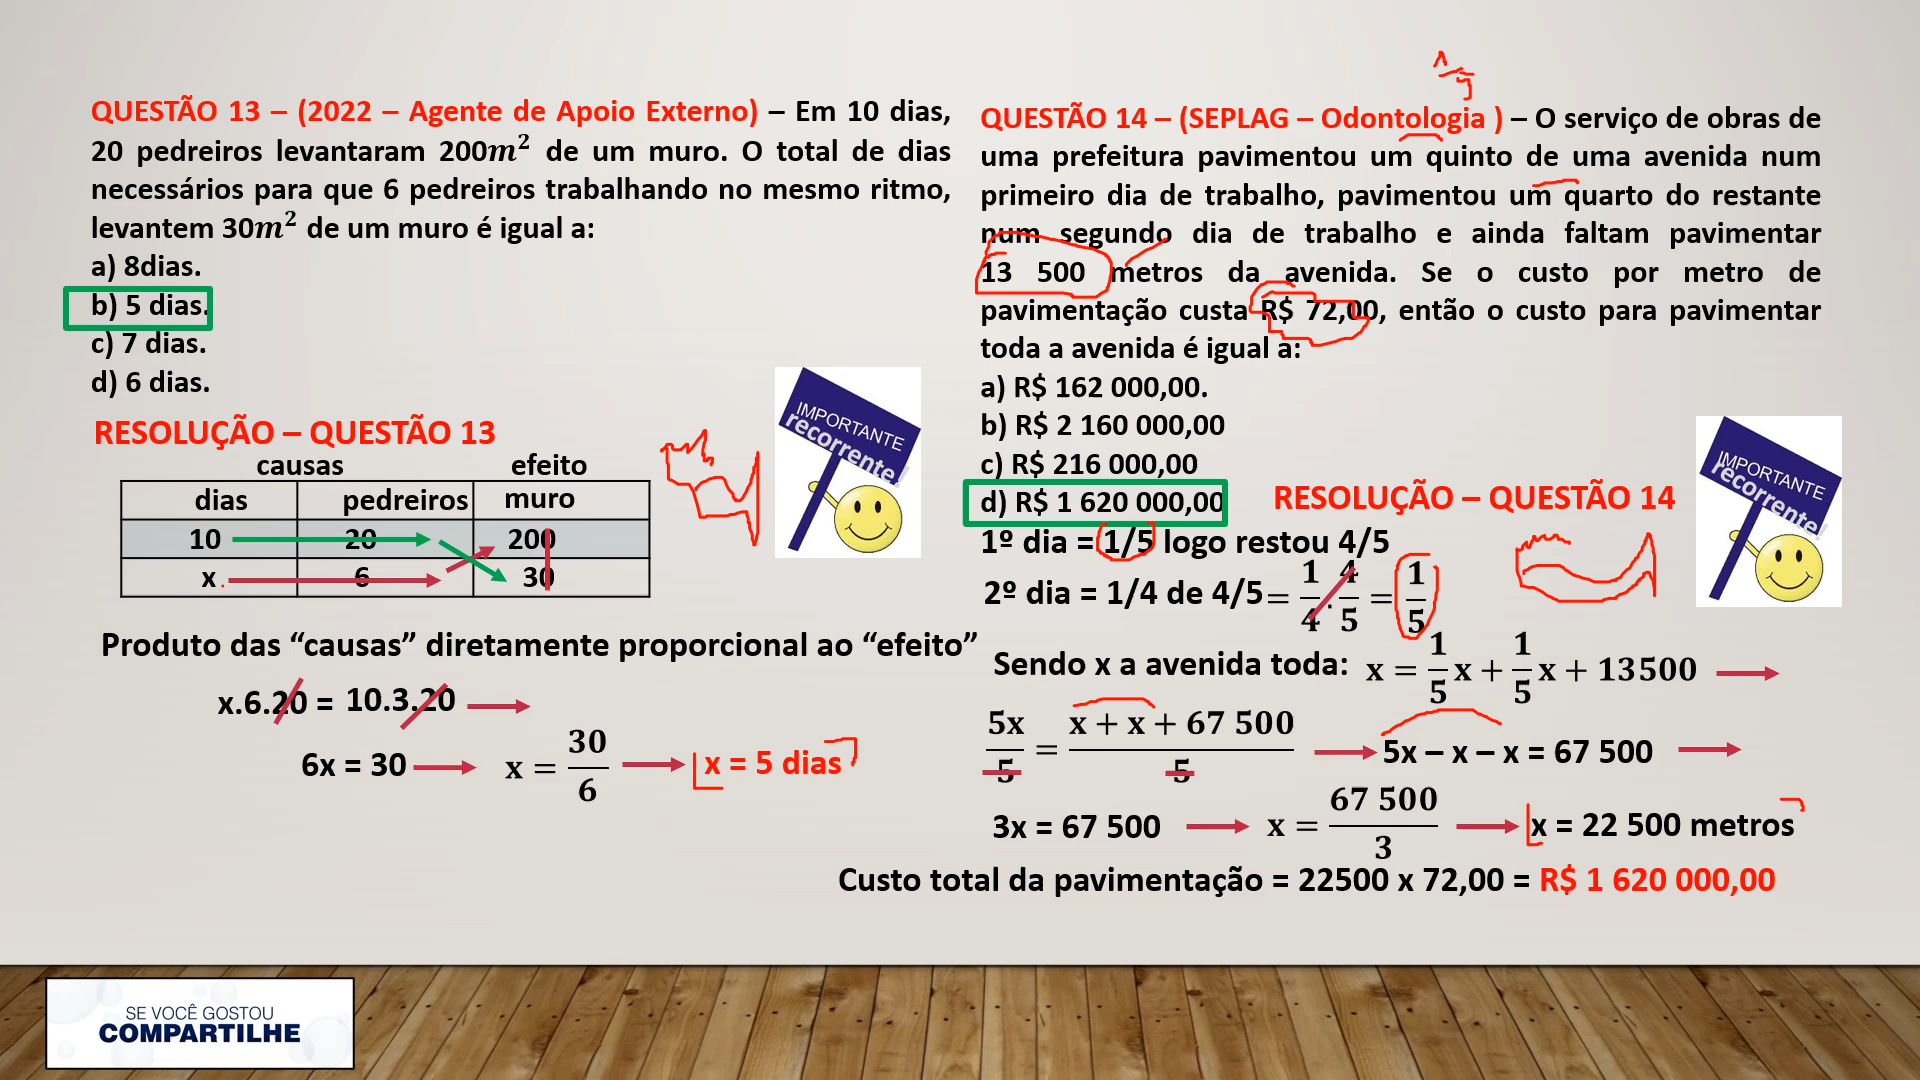 QUESTÃO 13 – (2022 – Agente de Apoio Externo) – Em 10 dias,
20 pedreiros levantaram 200m² de um muro. O total de dias
necessários para que 6 pedreiros trabalhando no mesmo ritmo,
levantem 30m² de um muro é igual a:
a) 8dias.
b) 5 dias.
c) 7 dias.
d) 6 dias.
RESOLUÇÃO – QUESTÃO 13
causas efeito
dias pedreiros muro
10 20 200
x 6 30
IMPORTANTE
recorrente!
Produto das “causas” diretamente proporcional ao “efeito”
x.6.20 = 10.3.20
6x = 30 x = 30/6 x = 5 dias
1/5
QUESTÃO 14 – (SEPLAG – Odontologia ) – O serviço de obras de
uma prefeitura pavimentou um quinto de uma avenida num
primeiro dia de trabalho, pavimentou um quarto do restante
num segundo dia de trabalho e ainda faltam pavimentar
13 500 metros da avenida. Se o custo por metro de
pavimentação custa R$ 72,00, então o custo para pavimentar
toda a avenida é igual a:
a) R$ 162 000,00.
b) R$ 2 160 000,00
c) R$ 216 000,00
d) R$ 1 620 000,00
RESOLUÇÃO – QUESTÃO 14
IMPORTANTE
recorrente!
1º dia = 1/5 logo restou 4/5
2º dia = 1/4 de 4/5 = 1/4 . 4/5 = 1/5
Sendo x a avenida toda: x = 1/5 x + 1/5 x + 13500
5x/5 = x + x + 67 500/5 5x – x – x = 67 500
3x = 67 500 x = 67 500/3 x = 22 500 metros
Custo total da pavimentação = 22500 x 72,00 = R$ 1 620 000,00
SE VOCÊ GOSTOU
COMPARTILHE